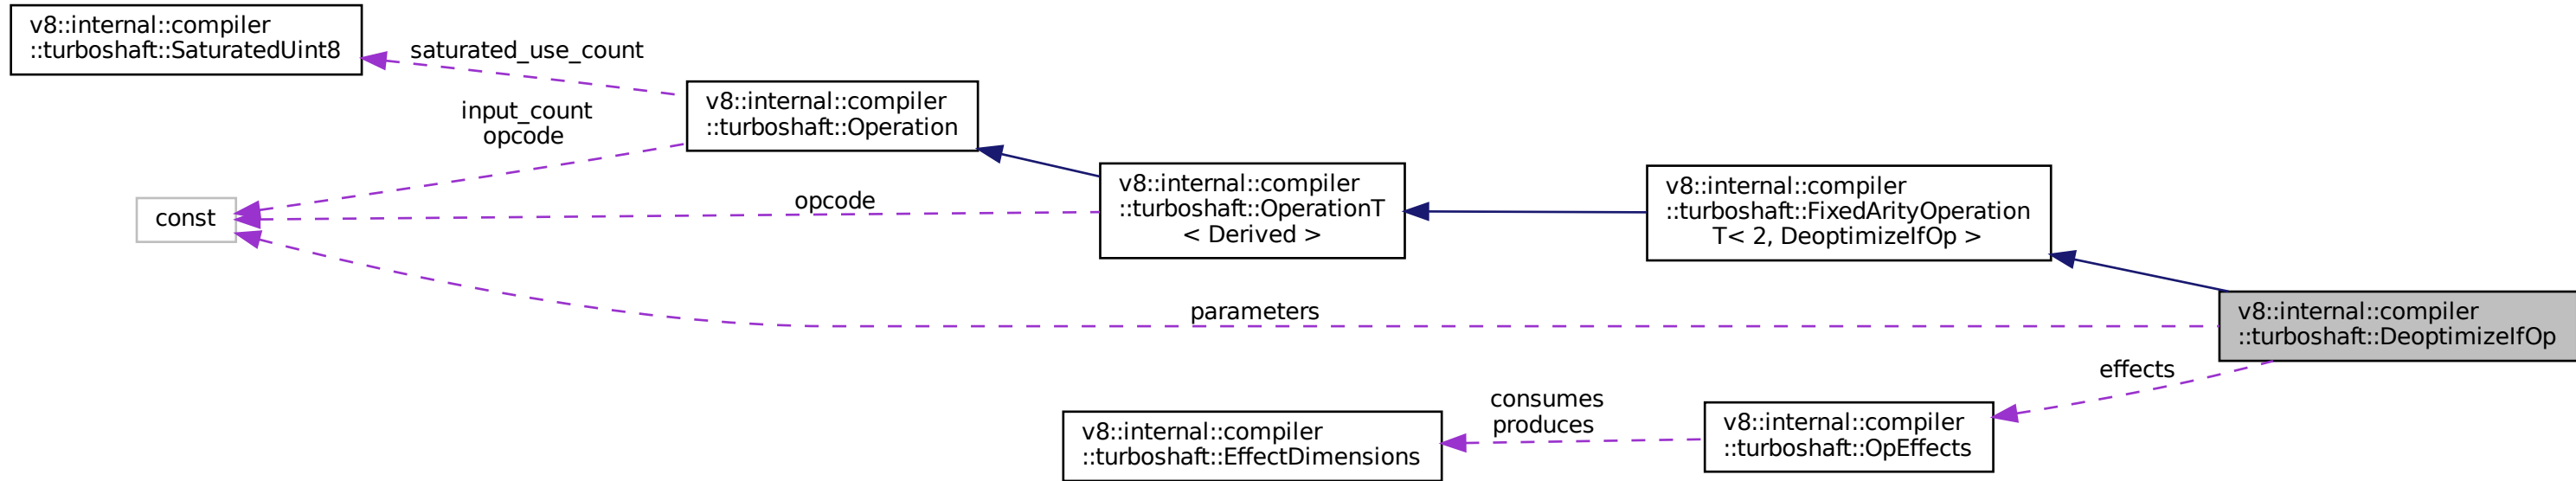 v8::internal::compiler
::turboshaft::SaturatedUint8
saturated_use_count
v8::internal::compiler
::turboshaft::Operation
input_count
opcode
const
opcode
v8::internal::compiler
::turboshaft::OperationT
< Derived >
v8::internal::compiler
::turboshaft::FixedArityOperation
T< 2, DeoptimizeIfOp >
parameters
v8::internal::compiler
::turboshaft::DeoptimizeIfOp
effects
consumes
produces
v8::internal::compiler
::turboshaft::EffectDimensions
v8::internal::compiler
::turboshaft::OpEffects